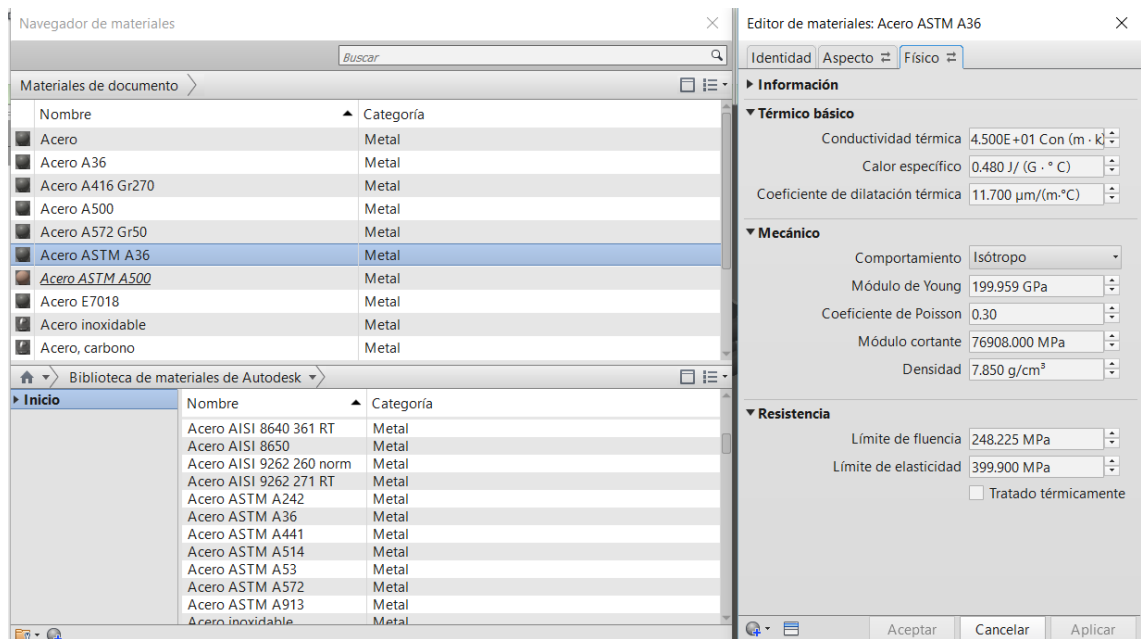 Navegador de materiales
Buscar
Materiales de documento
Nombre Categoría
Acero Metal
Acero A36 Metal
Acero A416 Gr270 Metal
Acero A500 Metal
Acero A572 Gr50 Metal
Acero ASTM A36 Metal
Acero ASTM A500 Metal
Acero E7018 Metal
Acero inoxidable Metal
Acero, carbono Metal
Biblioteca de materiales de Autodesk
Inicio
Nombre Categoría
Acero AISI 8640 361 RT Metal
Acero AISI 8650 Metal
Acero AISI 9262 260 norm Metal
Acero AISI 9262 271 RT Metal
Acero ASTM A242 Metal
Acero ASTM A36 Metal
Acero ASTM A441 Metal
Acero ASTM A514 Metal
Acero ASTM A53 Metal
Acero ASTM A572 Metal
Acero ASTM A913 Metal
Acero inoxidable Metal
Editor de materiales: Acero ASTM A36
Identidad Aspecto Físico
Información
Térmico básico
Conductividad térmica 4.500E+01 Con (m · k)
Calor específico 0.480 J/ (G · ° C)
Coeficiente de dilatación térmica 11.700 µm/(m·°C)
Mecánico
Comportamiento Isótropo
Módulo de Young 199.959 GPa
Coeficiente de Poisson 0.30
Módulo cortante 76908.000 MPa
Densidad 7.850 g/cm³
Resistencia
Límite de fluencia 248.225 MPa
Límite de elasticidad 399.900 MPa
Tratado térmicamente
Aceptar Cancelar Aplicar